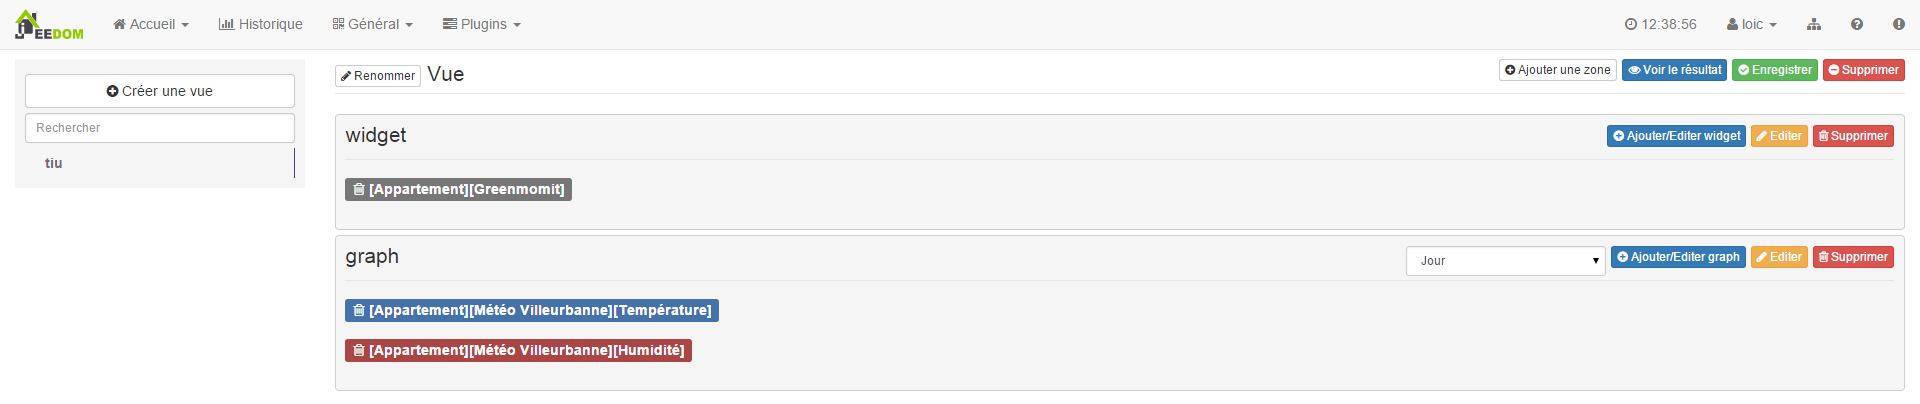 JEEDOM Accueil Historique Général Plugins 12:38:56 loic
Créer une vue
Rechercher
tiu
Renommer Vue Ajouter une zone Voir le résultat Enregistrer Supprimer
widget Ajouter/Editer widget Editer Supprimer
[Appartement][Greenmomit]
graph Jour Ajouter/Editer graph Editer Supprimer
[Appartement][Météo Villeurbanne][Température]
[Appartement][Météo Villeurbanne][Humidité]